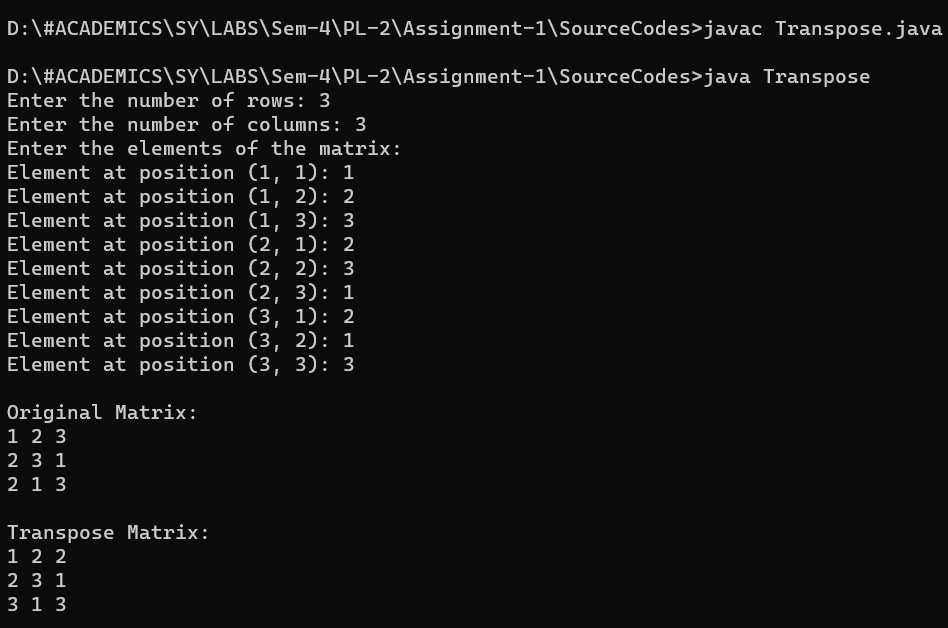 D:\#ACADEMICS\SY\LABS\Sem-4\PL-2\Assignment-1\SourceCodes>javac Transpose.java
D:\#ACADEMICS\SY\LABS\Sem-4\PL-2\Assignment-1\SourceCodes>java Transpose
Enter the number of rows: 3
Enter the number of columns: 3
Enter the elements of the matrix:
Element at position (1, 1): 1
Element at position (1, 2): 2
Element at position (1, 3): 3
Element at position (2, 1): 2
Element at position (2, 2): 3
Element at position (2, 3): 1
Element at position (3, 1): 2
Element at position (3, 2): 1
Element at position (3, 3): 3
Original Matrix:
1 2 3
2 3 1
2 1 3
Transpose Matrix:
1 2 2
2 3 1
3 1 3